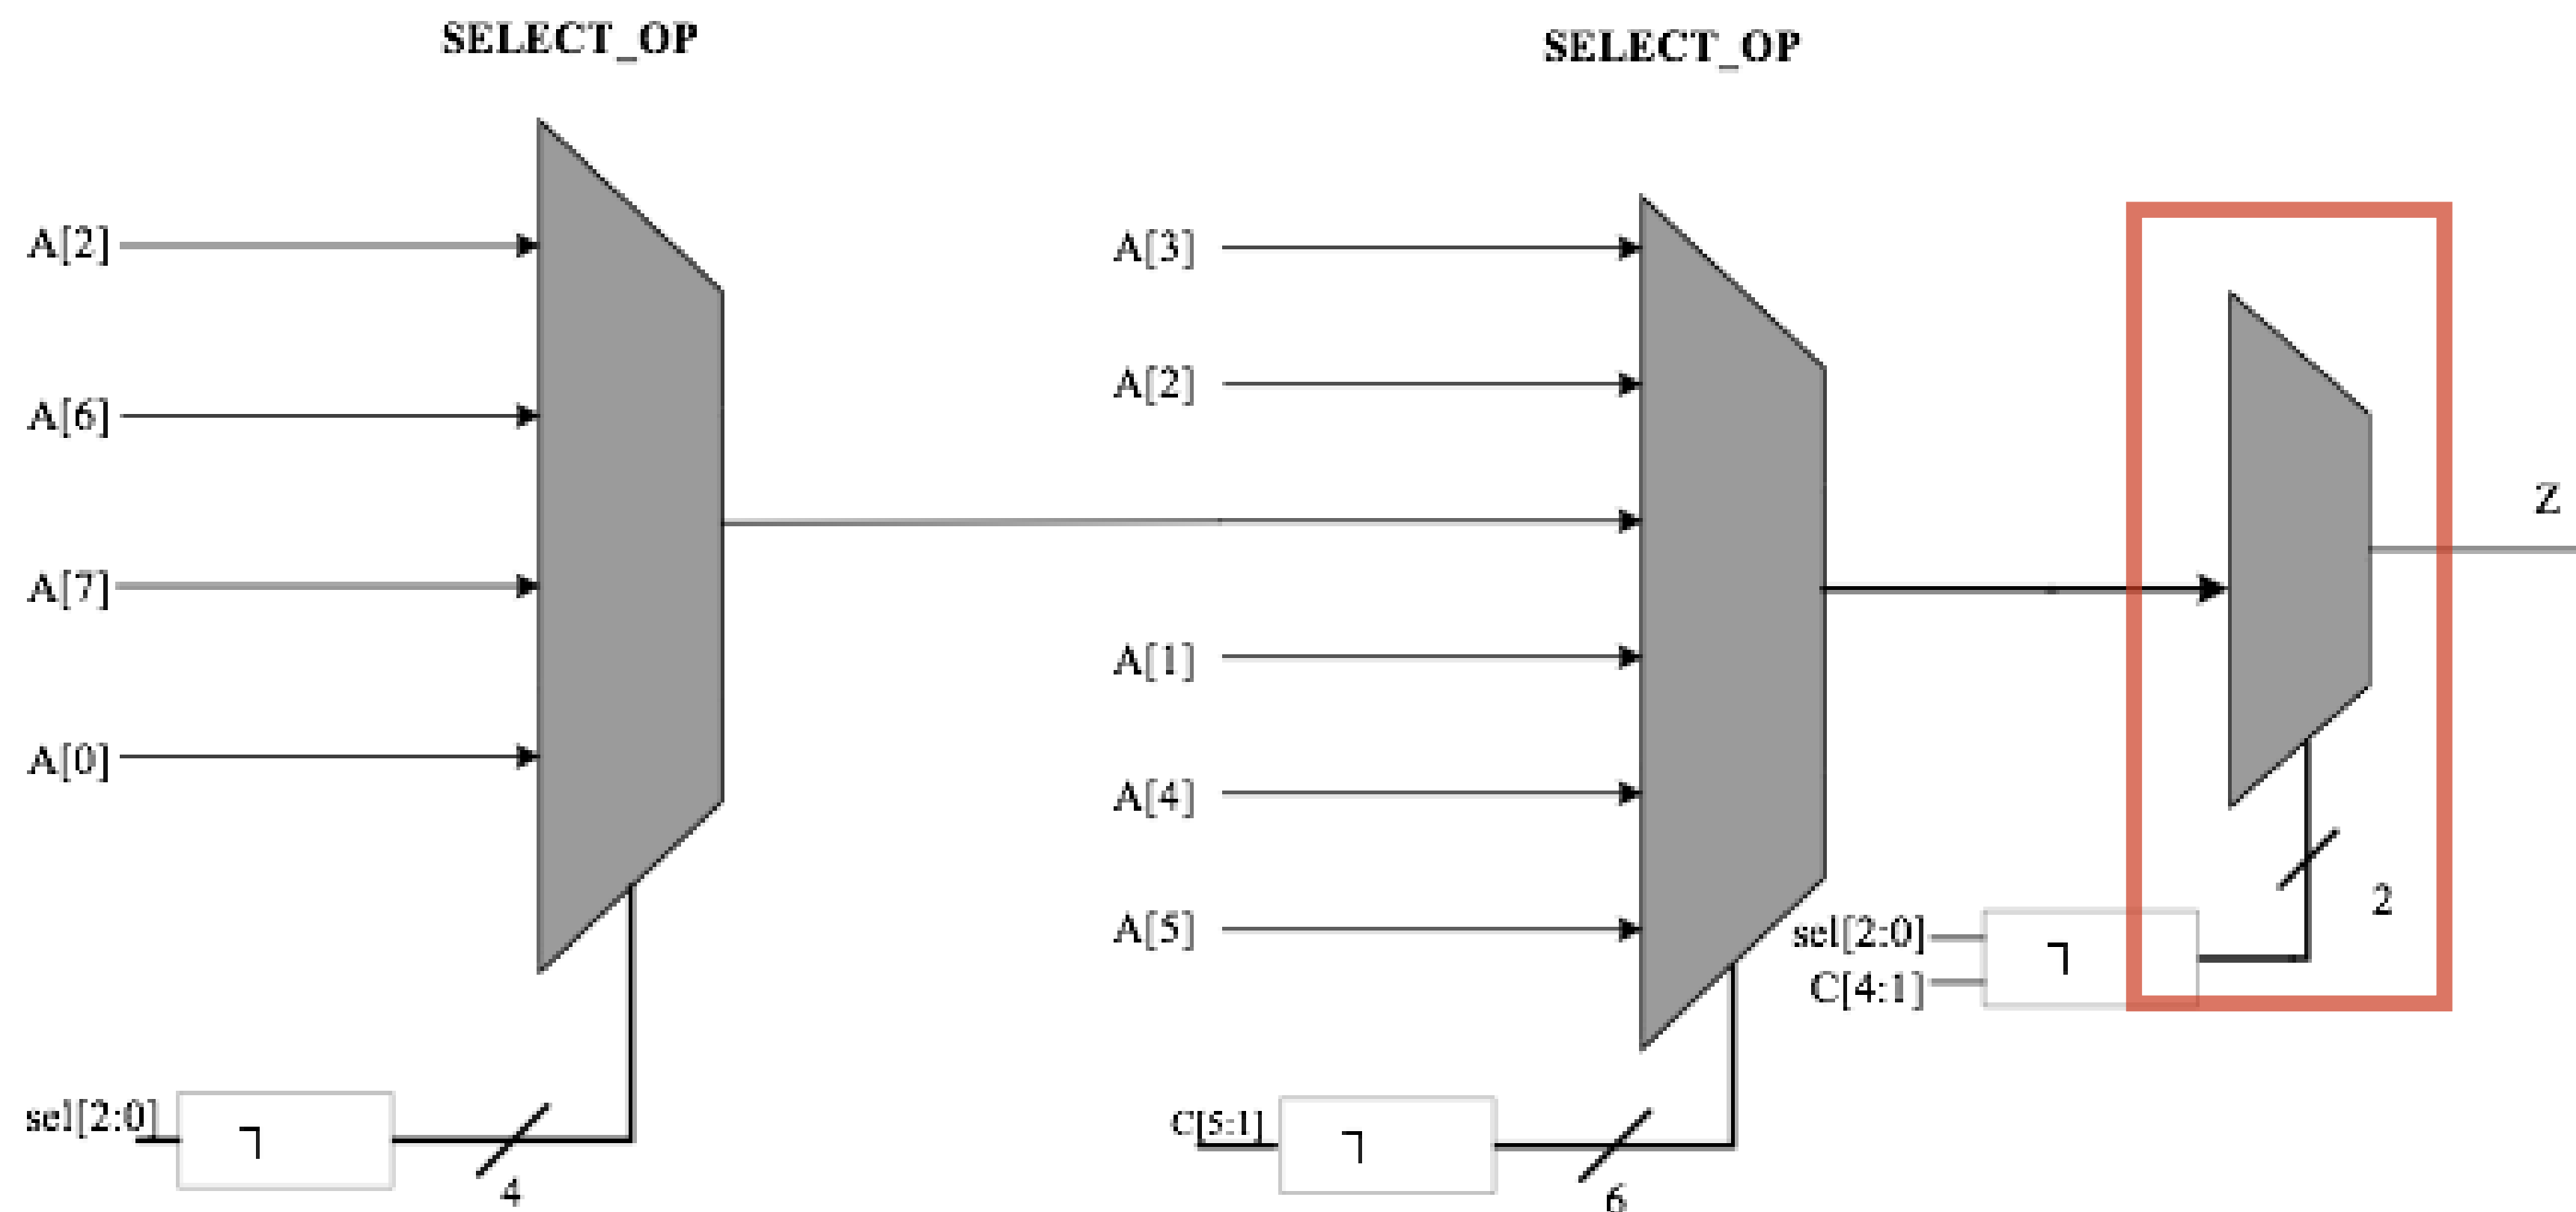 SELECT_OP
SELECT_OP
A[2]
A[6]
A[7]
A[0]
sel[2:0]
¬
4
A[3]
A[2]
A[1]
A[4]
A[5]
C[5:1]
¬
6
sel[2:0]
C[4:1]
¬
2
Z